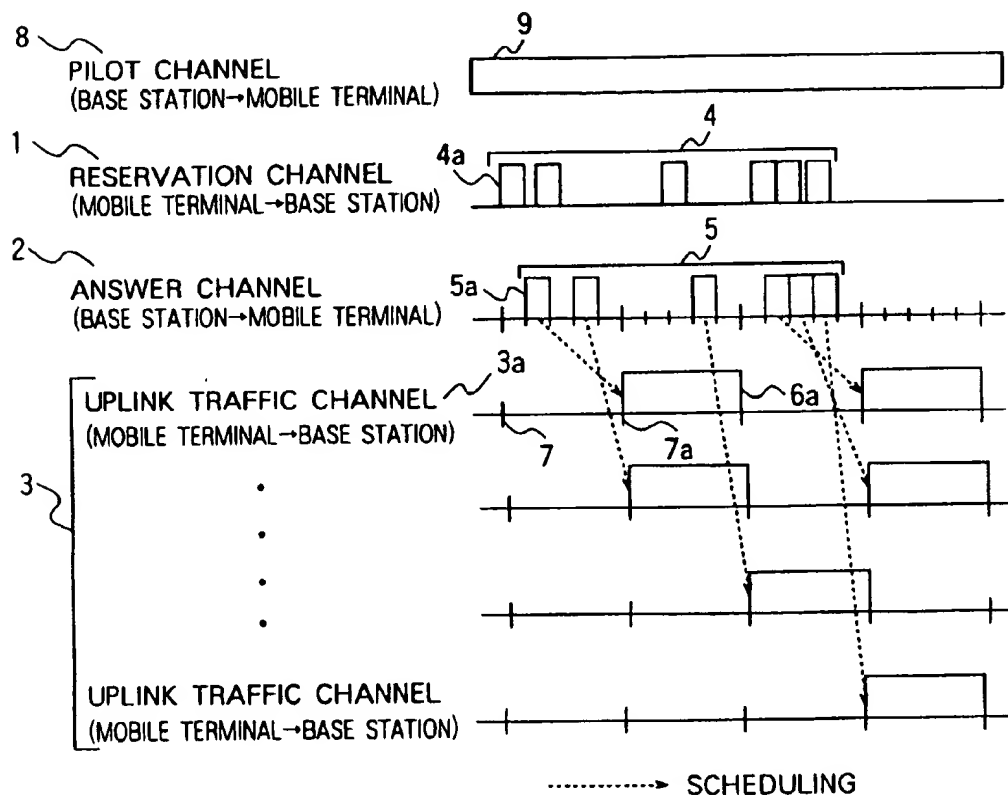 8
9
PILOT CHANNEL
(BASE STATION→MOBILE TERMINAL)
1
4
4a
RESERVATION CHANNEL
(MOBILE TERMINAL→BASE STATION)
2
5
5a
ANSWER CHANNEL
(BASE STATION→MOBILE TERMINAL)
3a
UPLINK TRAFFIC CHANNEL
6a
(MOBILE TERMINAL→BASE STATION)
7
7a
3
UPLINK TRAFFIC CHANNEL
(MOBILE TERMINAL→BASE STATION)
SCHEDULING